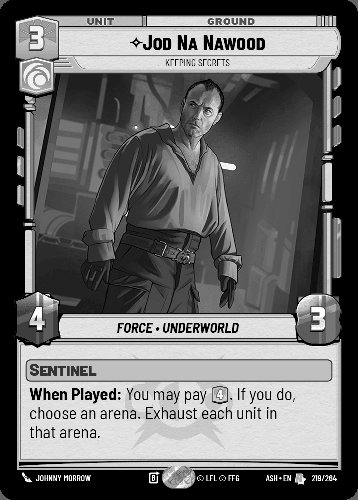 UNIT
GROUND
3
✧Jod Na Nawood
KEEPING SECRETS
4
3
FORCE • UNDERWORLD
SENTINEL
When Played: You may pay 4. If you do,
choose an arena. Exhaust each unit in
that arena.
JOHNNY MORROW
© LFL © FFG
ASH • EN
219/264